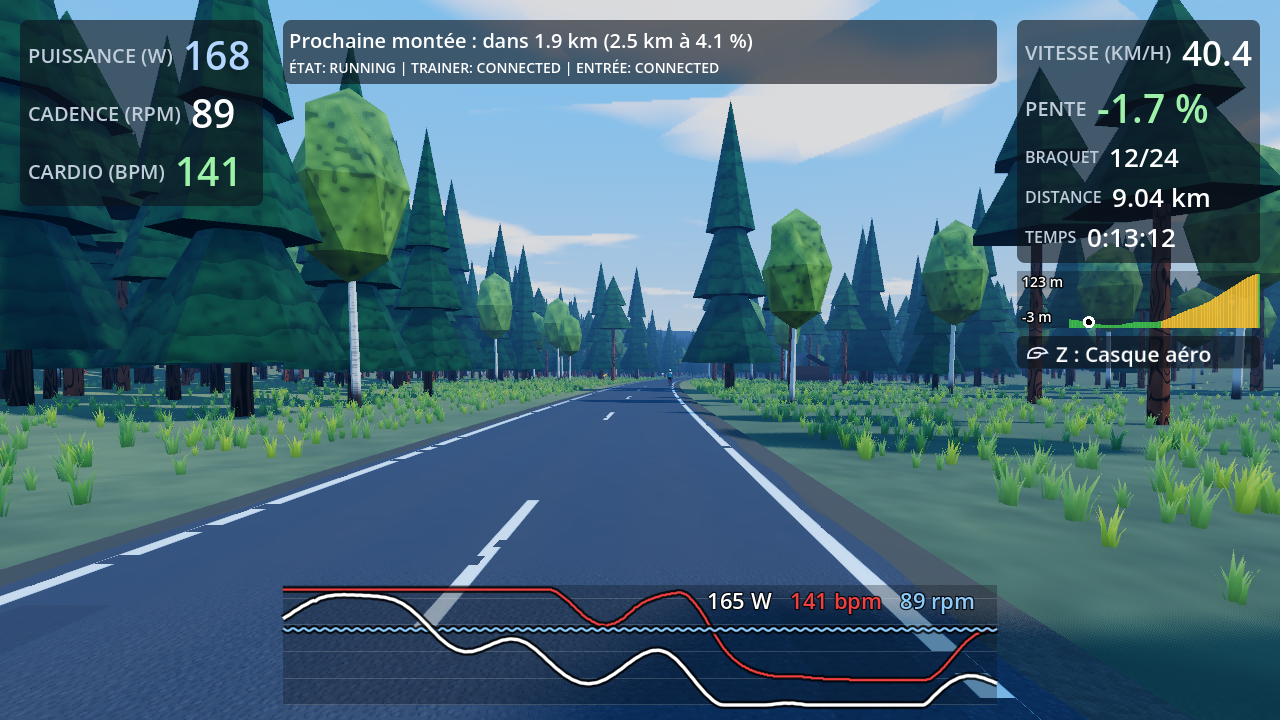 PUISSANCE (W) 168
CADENCE (RPM) 89
CARDIO (BPM) 141
Prochaine montée : dans 1.9 km (2.5 km à 4.1 %)
ÉTAT: RUNNING | TRAINER: CONNECTED | ENTRÉE: CONNECTED
VITESSE (KM/H) 40.4
PENTE -1.7 %
BRAQUET 12/24
DISTANCE 9.04 km
TEMPS 0:13:12
123 m
-3 m
Z : Casque aéro
165 W 141 bpm 89 rpm